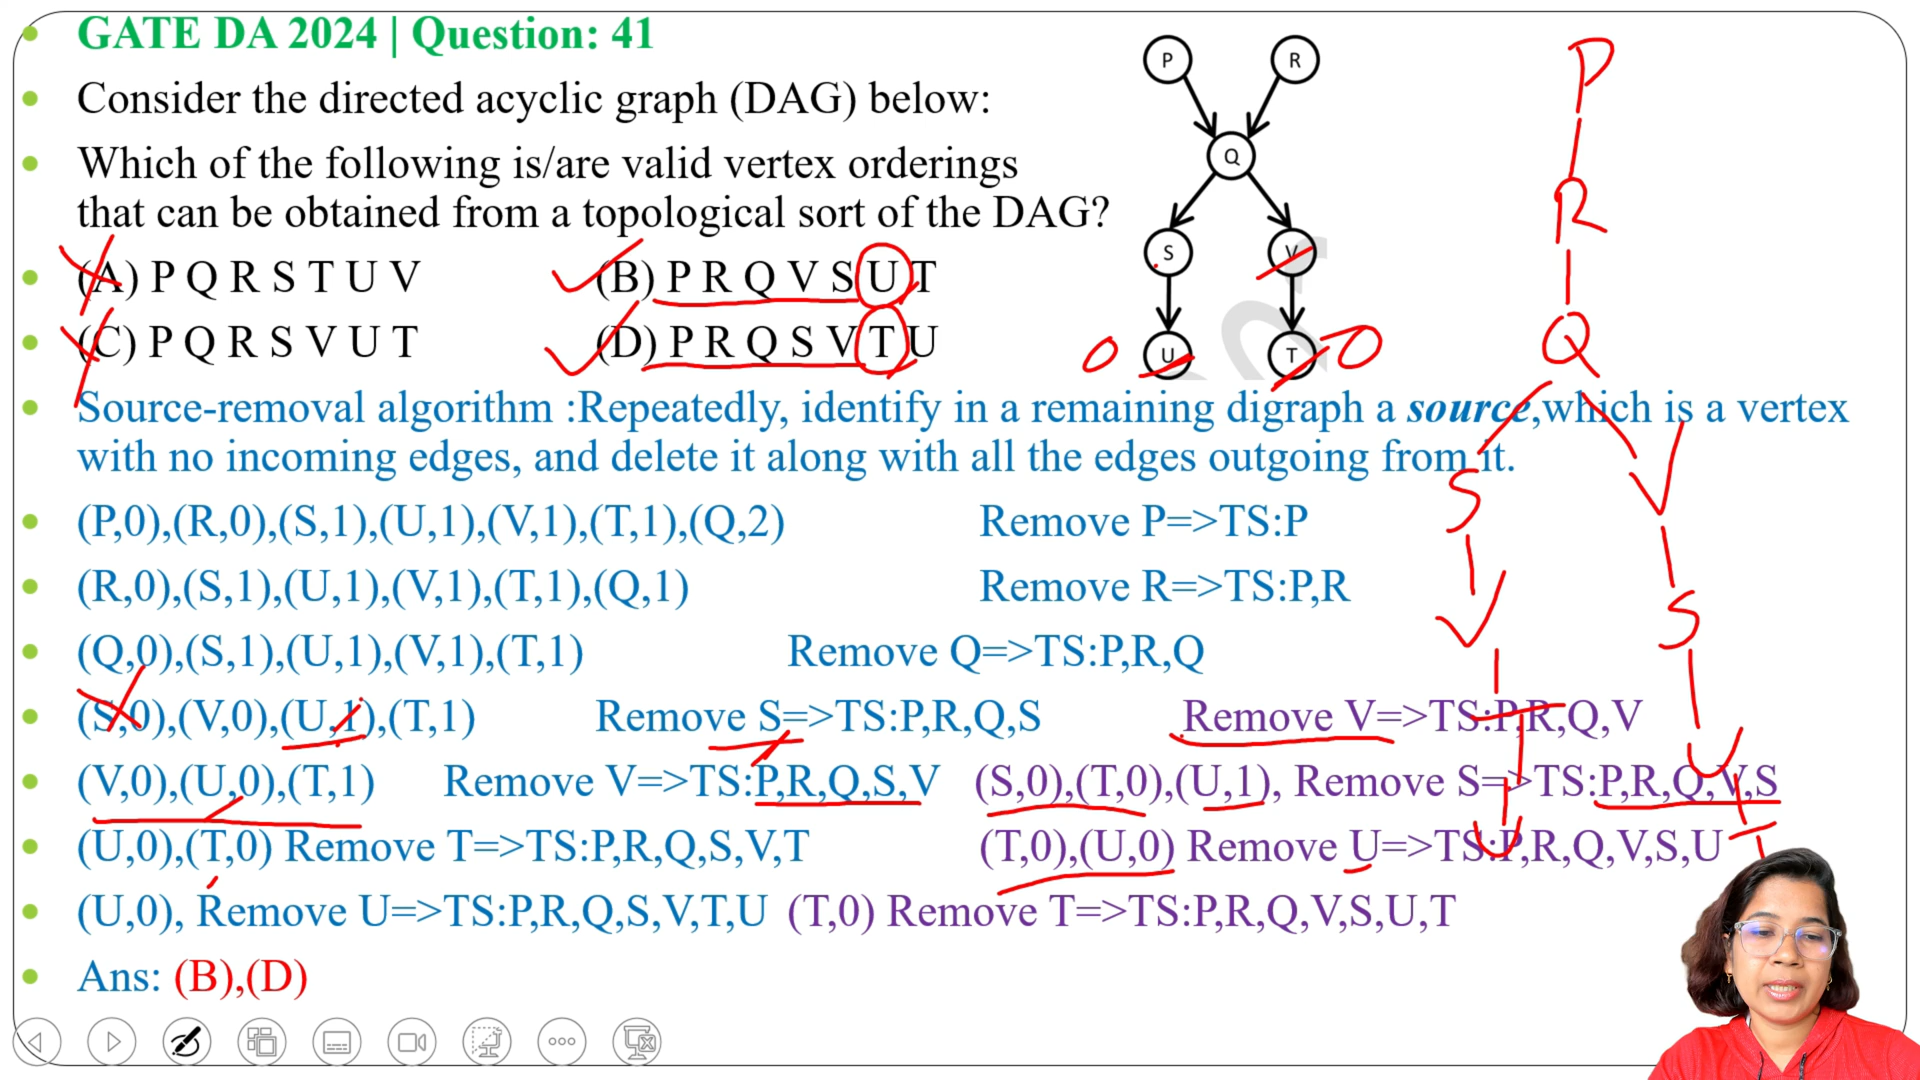 GATE DA 2024 | Question: 41
Consider the directed acyclic graph (DAG) below:
Which of the following is/are valid vertex orderings
that can be obtained from a topological sort of the DAG?
(A) P Q R S T U V
(B) P R Q V S U T
(C) P Q R S V U T
(D) P R Q S V T U
P R
Q
S V
U T
0 0
P
R
Q
S V
V S
T U
U T
Source-removal algorithm :Repeatedly, identify in a remaining digraph a source,which is a vertex
with no incoming edges, and delete it along with all the edges outgoing from it.
(P,0),(R,0),(S,1),(U,1),(V,1),(T,1),(Q,2) Remove P=>TS:P
(R,0),(S,1),(U,1),(V,1),(T,1),(Q,1) Remove R=>TS:P,R
(Q,0),(S,1),(U,1),(V,1),(T,1) Remove Q=>TS:P,R,Q
(S,0),(V,0),(U,1),(T,1) Remove S=>TS:P,R,Q,S Remove V=>TS:P,R,Q,V
(V,0),(U,0),(T,1) Remove V=>TS:P,R,Q,S,V (S,0),(T,0),(U,1), Remove S=>TS:P,R,Q,V,S
(U,0),(T,0) Remove T=>TS:P,R,Q,S,V,T (T,0),(U,0) Remove U=>TS:P,R,Q,V,S,U
(U,0), Remove U=>TS:P,R,Q,S,V,T,U (T,0) Remove T=>TS:P,R,Q,V,S,U,T
Ans: (B),(D)